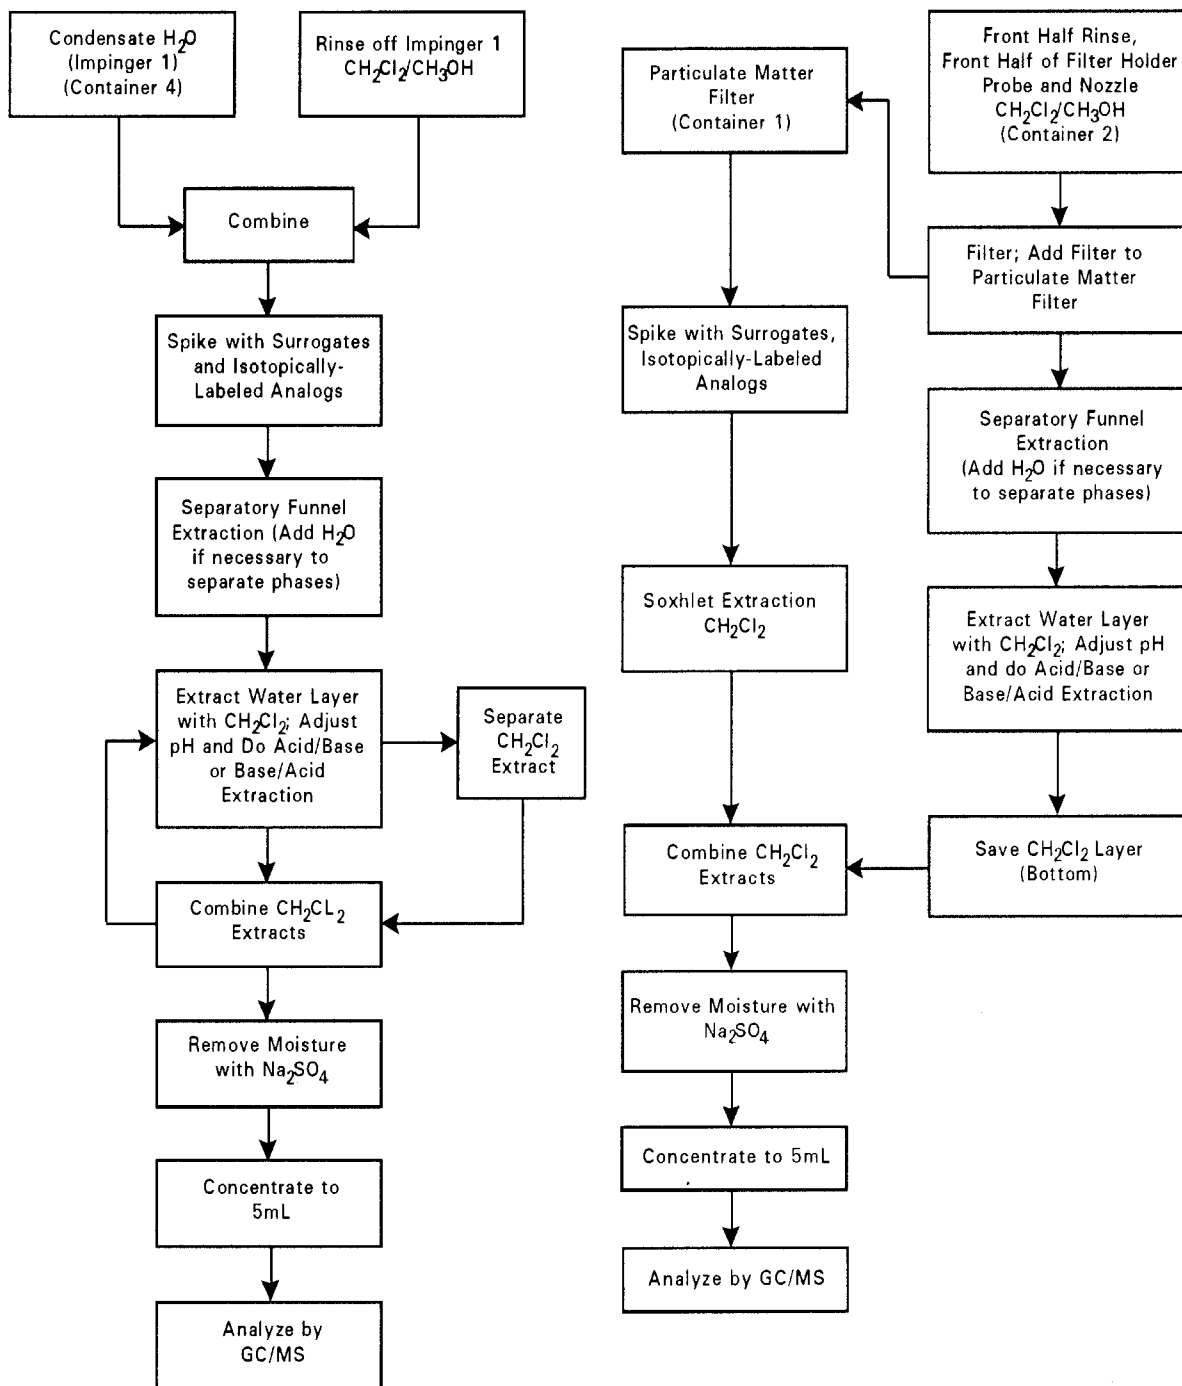 Condensate H2O
(Impinger 1)
(Container 4)
Rinse off Impinger 1
CH2Cl2/CH3OH
Combine
Spike with Surrogates
and Isotopically-
Labeled Analogs
Separatory Funnel
Extraction (Add H2O
if necessary to
separate phases)
Extract Water Layer
with CH2Cl2; Adjust
pH and Do Acid/Base
or Base/Acid
Extraction
Separate
CH2Cl2
Extract
Combine CH2CL2
Extracts
Remove Moisture
with Na2SO4
Concentrate to
5mL
Analyze by
GC/MS
Particulate Matter
Filter
(Container 1)
Spike with Surrogates,
Isotopically-Labeled
Analogs
Soxhlet Extraction
CH2Cl2
Combine CH2Cl2
Extracts
Remove Moisture with
Na2SO4
Concentrate to 5mL
Analyze by GC/MS
Front Half Rinse,
Front Half of Filter Holder
Probe and Nozzle
CH2Cl2/CH3OH
(Container 2)
Filter; Add Filter to
Particulate Matter
Filter
Separatory Funnel
Extraction
(Add H2O if necessary
to separate phases)
Extract Water Layer
with CH2Cl2; Adjust pH
and do Acid/Base or
Base/Acid Extraction
Save CH2Cl2 Layer
(Bottom)